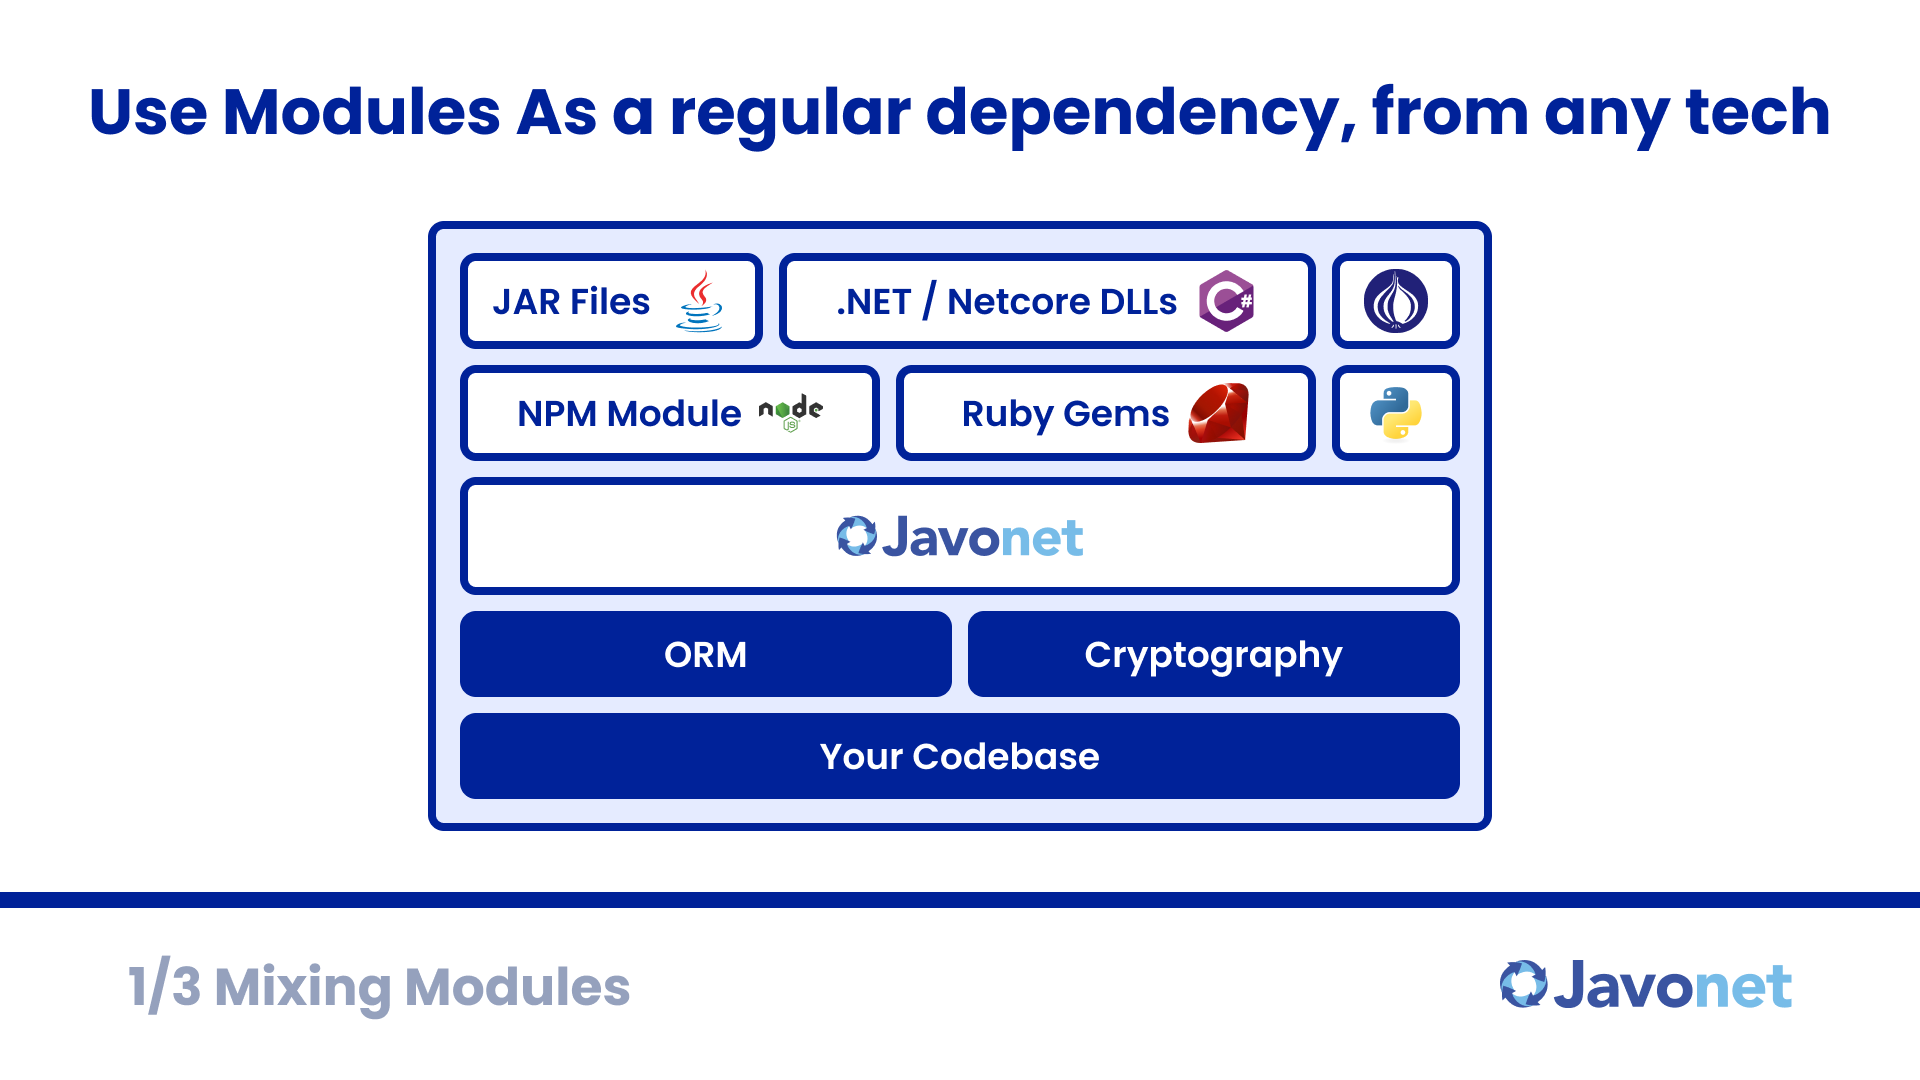 Use Modules As a regular dependency, from any tech
JAR Files
.NET / Netcore DLLs
C#
NPM Module
node
JS
Ruby Gems
Javonet
ORM
Cryptography
Your Codebase
1/3 Mixing Modules
Javonet